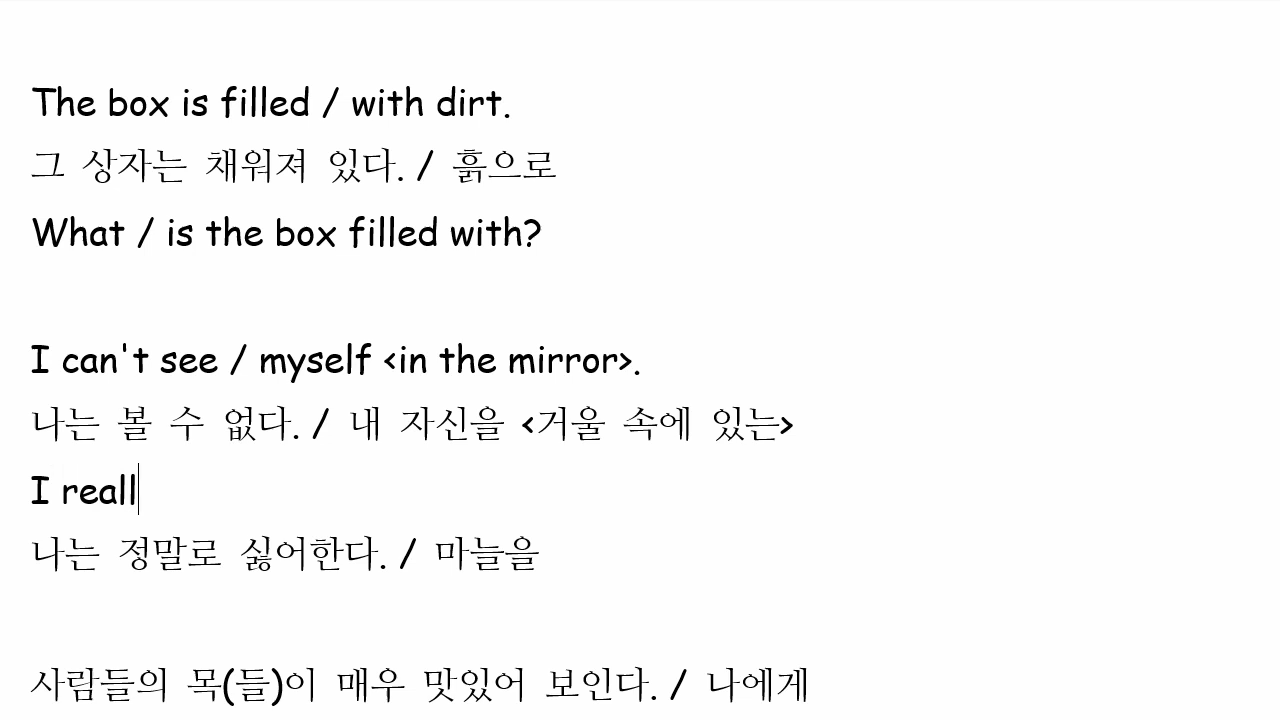 The box is filled / with dirt.
그 상자는 채워져 있다. / 흙으로
What / is the box filled with?
I can't see / myself <in the mirror>.
나는 볼 수 없다. / 내 자신을 <거울 속에 있는>
I reall
나는 정말로 싫어한다. / 마늘을
사람들의 목(들)이 매우 맛있어 보인다. / 나에게